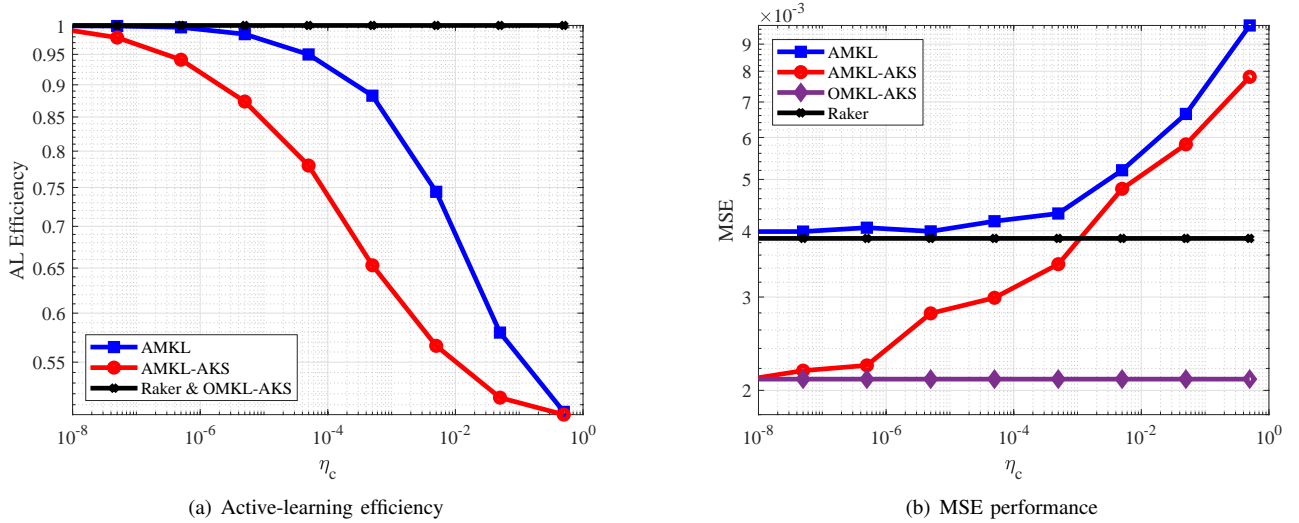 1
0.95
0.9
0.85
0.8
0.75
0.7
0.65
0.6
0.55
AL Efficiency
AMKL
AMKL-AKS
Raker & OMKL-AKS
10^-8
10^-6
10^-4
10^-2
10^0
η_c
(a) Active-learning efficiency
×10^-3
9
8
7
6
5
4
3
2
MSE
AMKL
AMKL-AKS
OMKL-AKS
Raker
10^-8
10^-6
10^-4
10^-2
10^0
η_c
(b) MSE performance